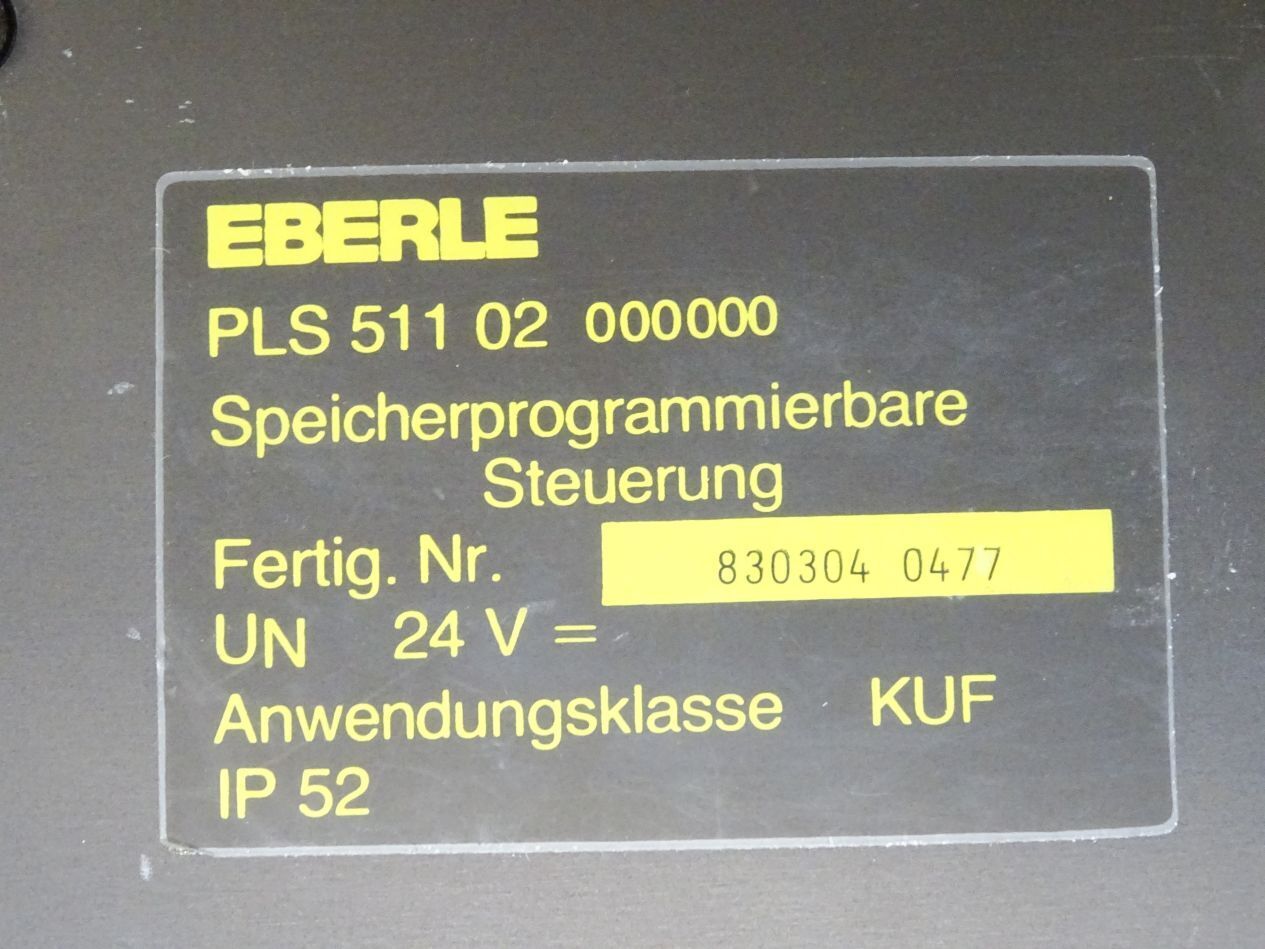 EBERLE
PLS 511 02 000000
Speicherprogrammierbare
Steuerung
Fertig. Nr. 830304 0477
UN 24 V =
Anwendungsklasse KUF
IP 52